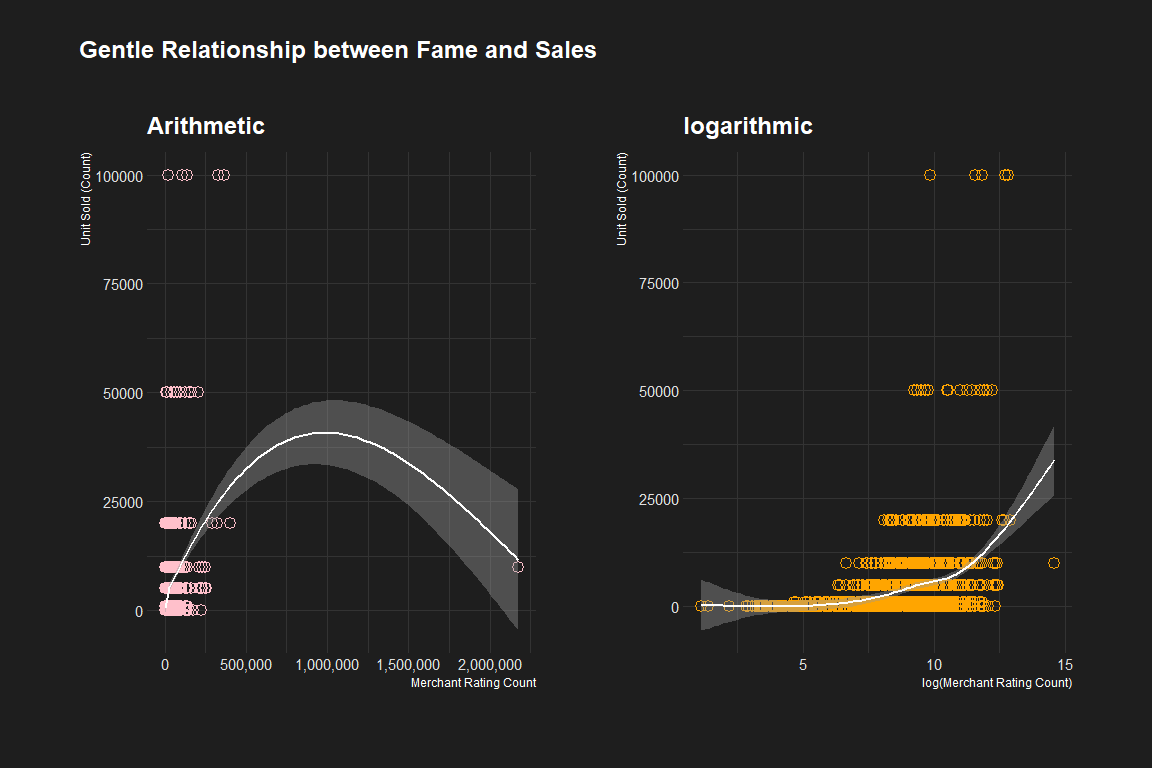 Gentle Relationship between Fame and Sales
Arithmetic
Unit Sold (Count)
100000
75000
50000
25000
0
0 500,000 1,000,000 1,500,000 2,000,000
Merchant Rating Count
logarithmic
Unit Sold (Count)
100000
75000
50000
25000
0
5 10 15
log(Merchant Rating Count)